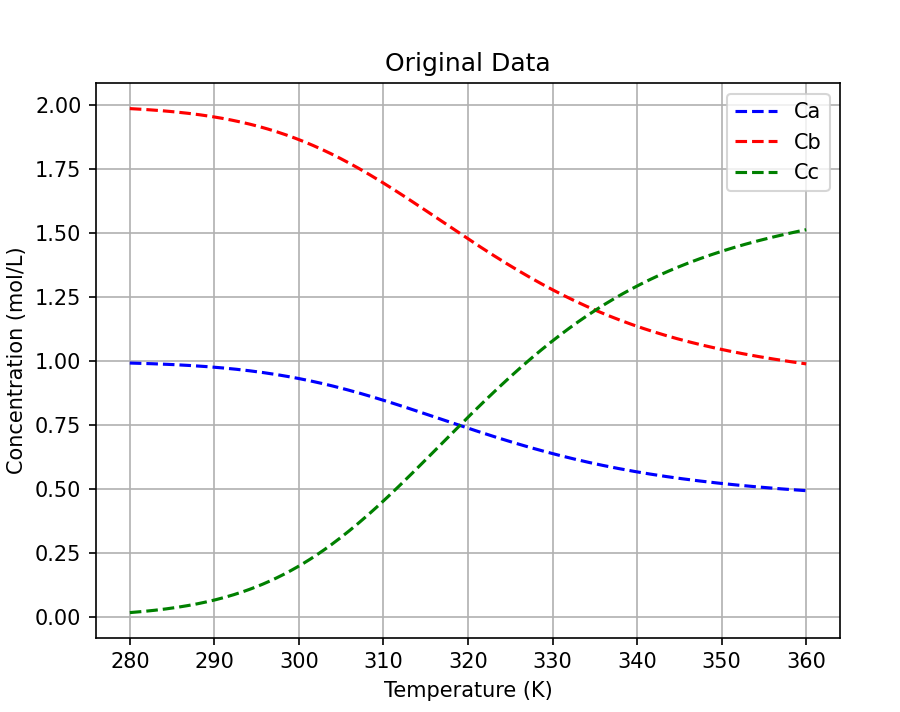 Original Data
Ca
Cb
Cc
Concentration (mol/L)
2.00
1.75
1.50
1.25
1.00
0.75
0.50
0.25
0.00
280 290 300 310 320 330 340 350 360
Temperature (K)